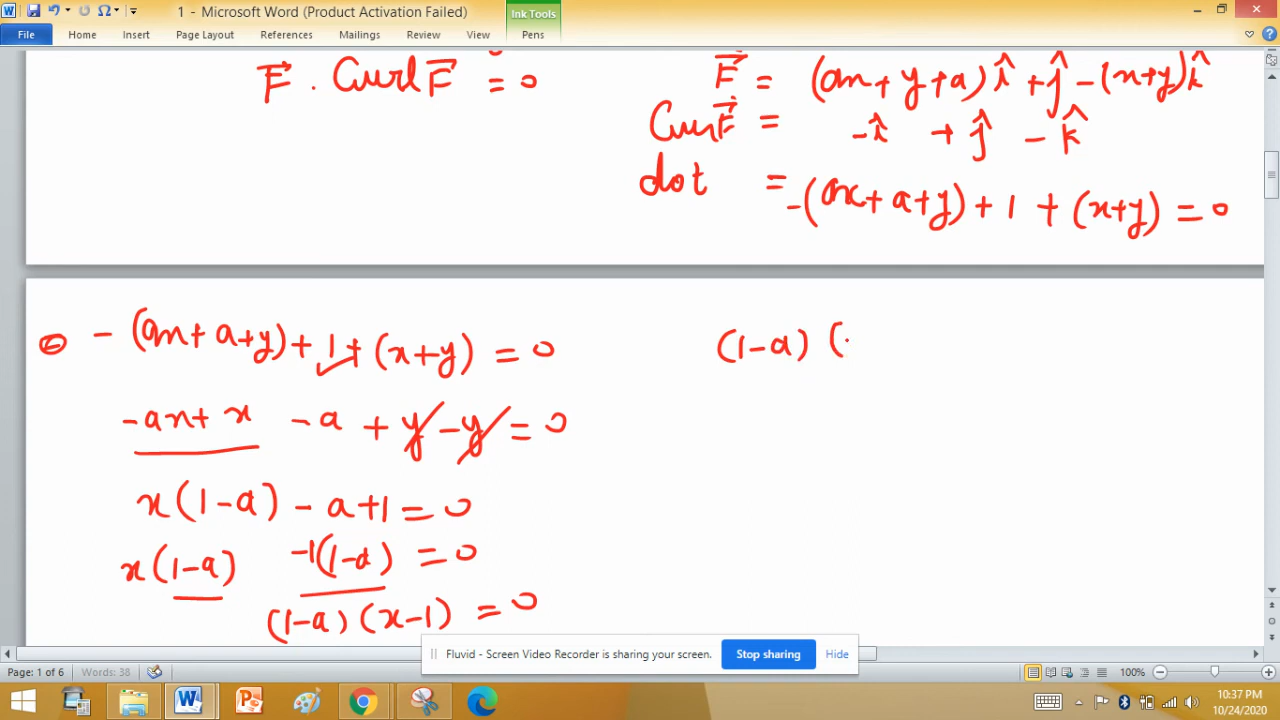 1 - Microsoft Word (Product Activation Failed)
Ink Tools
File Home Insert Page Layout References Mailings Review View Pens
F⃗ . Curl F⃗ = 0
F⃗ = (ax + y + a) î + ĵ - (x+y) k̂
Curl F⃗ = -î + ĵ - k̂
dot = -(ax + a + y) + 1 + (x+y) = 0
- (ax + a + y) + 1 + (x + y) = 0
-ax + x - a + y - y = 0
x(1-a) - a + 1 = 0
x(1-a) -1(1-a) = 0
(1-a) (x-1) = 0
(1-a) (
Fluvid - Screen Video Recorder is sharing your screen. Stop sharing Hide
Page: 1 of 6 Words: 38 100%
10:37 PM
10/24/2020